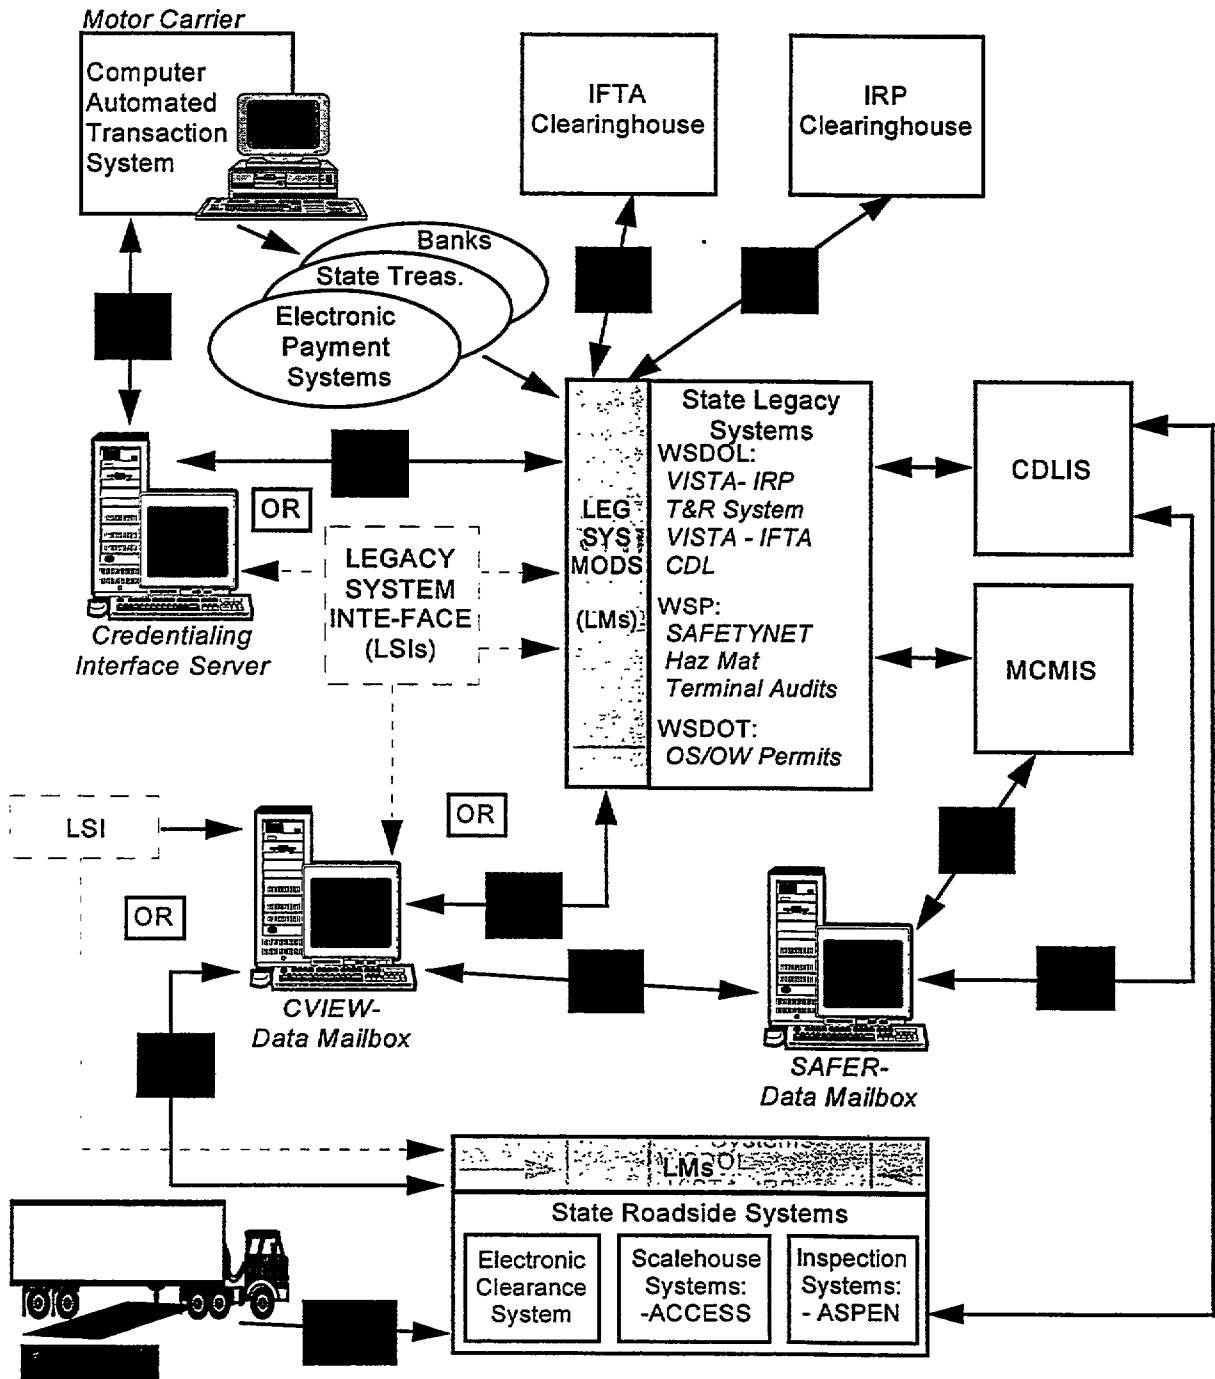 Motor Carrier
Computer
Automated
Transaction
System
IFTA
Clearinghouse
IRP
Clearinghouse
Banks
State Treas.
Electronic
Payment
Systems
State Legacy
Systems
WSDOL:
VISTA- IRP
T&R System
VISTA - IFTA
CDL
WSP:
SAFETYNET
Haz Mat
Terminal Audits
WSDOT:
OS/OW Permits
LEG
SYS
MODS
(LMs)
CDLIS
MCMIS
OR
LEGACY
SYSTEM
INTE-FACE
(LSIs)
Credentialing
Interface Server
LSI
OR
OR
CVIEW-
Data Mailbox
SAFER-
Data Mailbox
LMs
State Roadside Systems
Electronic
Clearance
System
Scalehouse
Systems:
-ACCESS
Inspection
Systems:
- ASPEN